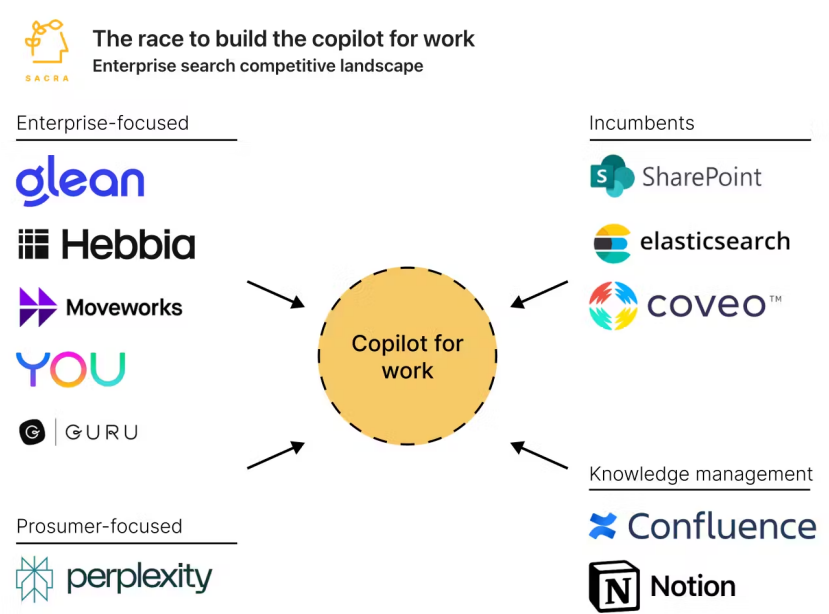 SACRA
The race to build the copilot for work
Enterprise search competitive landscape
Enterprise-focused
glean
Hebbia
Moveworks
YOU
G GURU
Prosumer-focused
perplexity
Copilot for
work
Incumbents
S SharePoint
elasticsearch
coveo™
Knowledge management
Confluence
N Notion